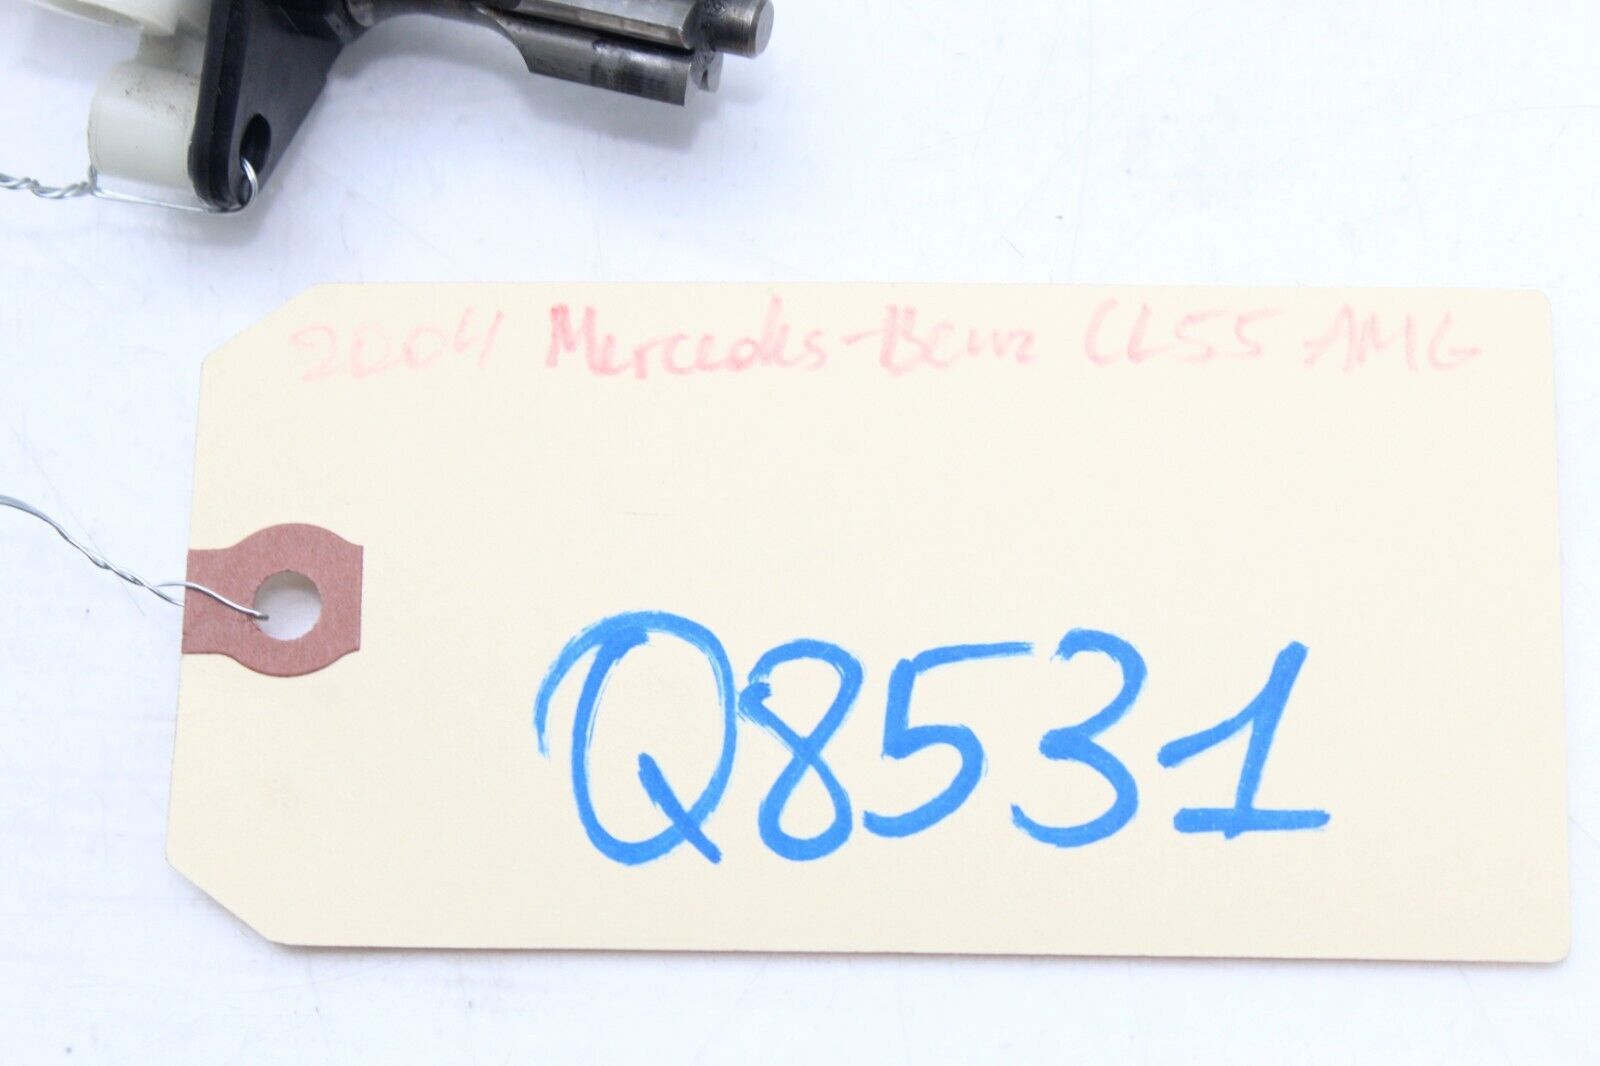 2004 Mercedes-Benz CL55 AMG
Q8531